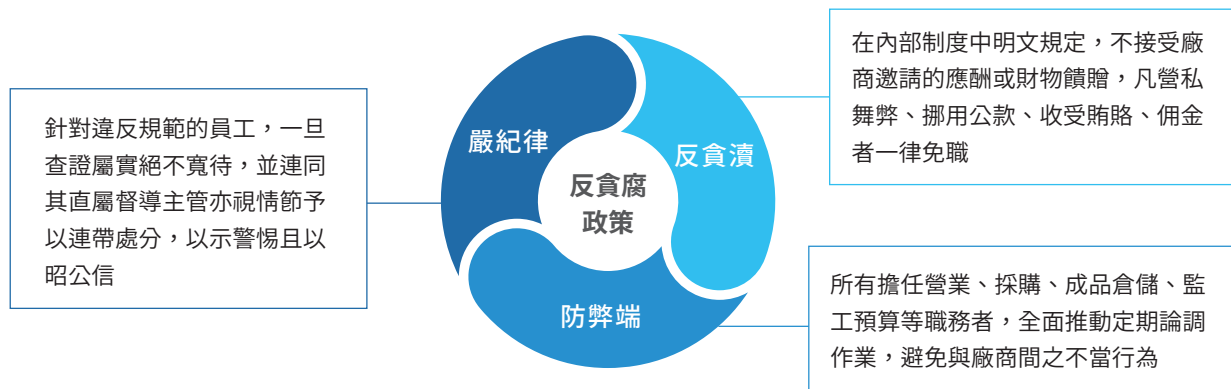 針對違反規範的員工，一旦
查證屬實絕不寬待，並連同
其直屬督導主管亦視情節予
以連帶處分，以示警惕且以
昭公信
嚴紀律
反貪瀆
反貪腐
政策
防弊端
在內部制度中明文規定，不接受廠
商邀請的應酬或財物饋贈，凡營私
舞弊、挪用公款、收受賄賂、佣金
者一律免職
所有擔任營業、採購、成品倉儲、監
工預算等職務者，全面推動定期論調
作業，避免與廠商間之不當行為